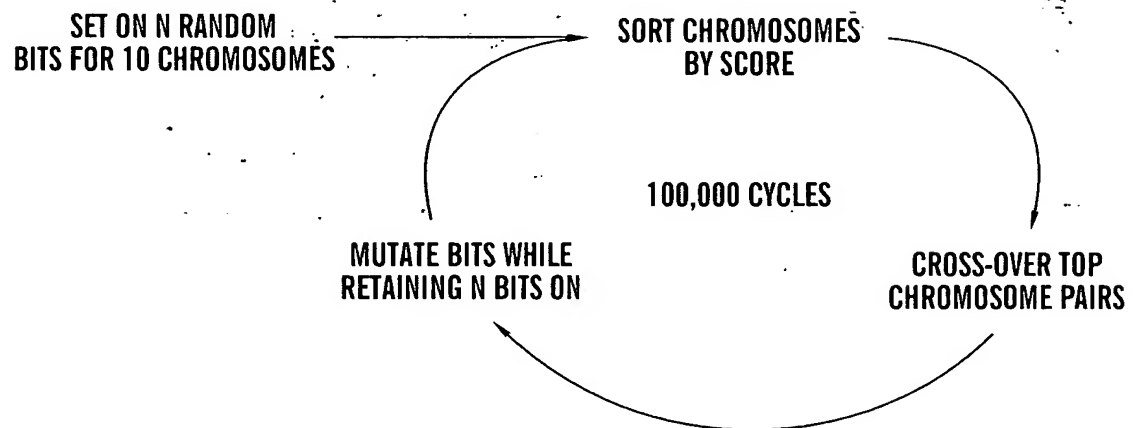 SET ON N RANDOM
BITS FOR 10 CHROMOSOMES
SORT CHROMOSOMES
BY SCORE
100,000 CYCLES
MUTATE BITS WHILE
RETAINING N BITS ON
CROSS-OVER TOP
CHROMOSOME PAIRS